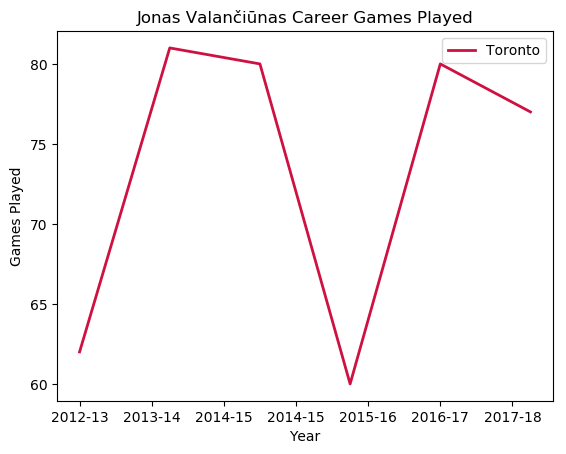 Jonas Valančiūnas Career Games Played
Toronto
80
75
70
65
60
Games Played
2012-13 2013-14 2014-15 2014-15 2015-16 2016-17 2017-18
Year